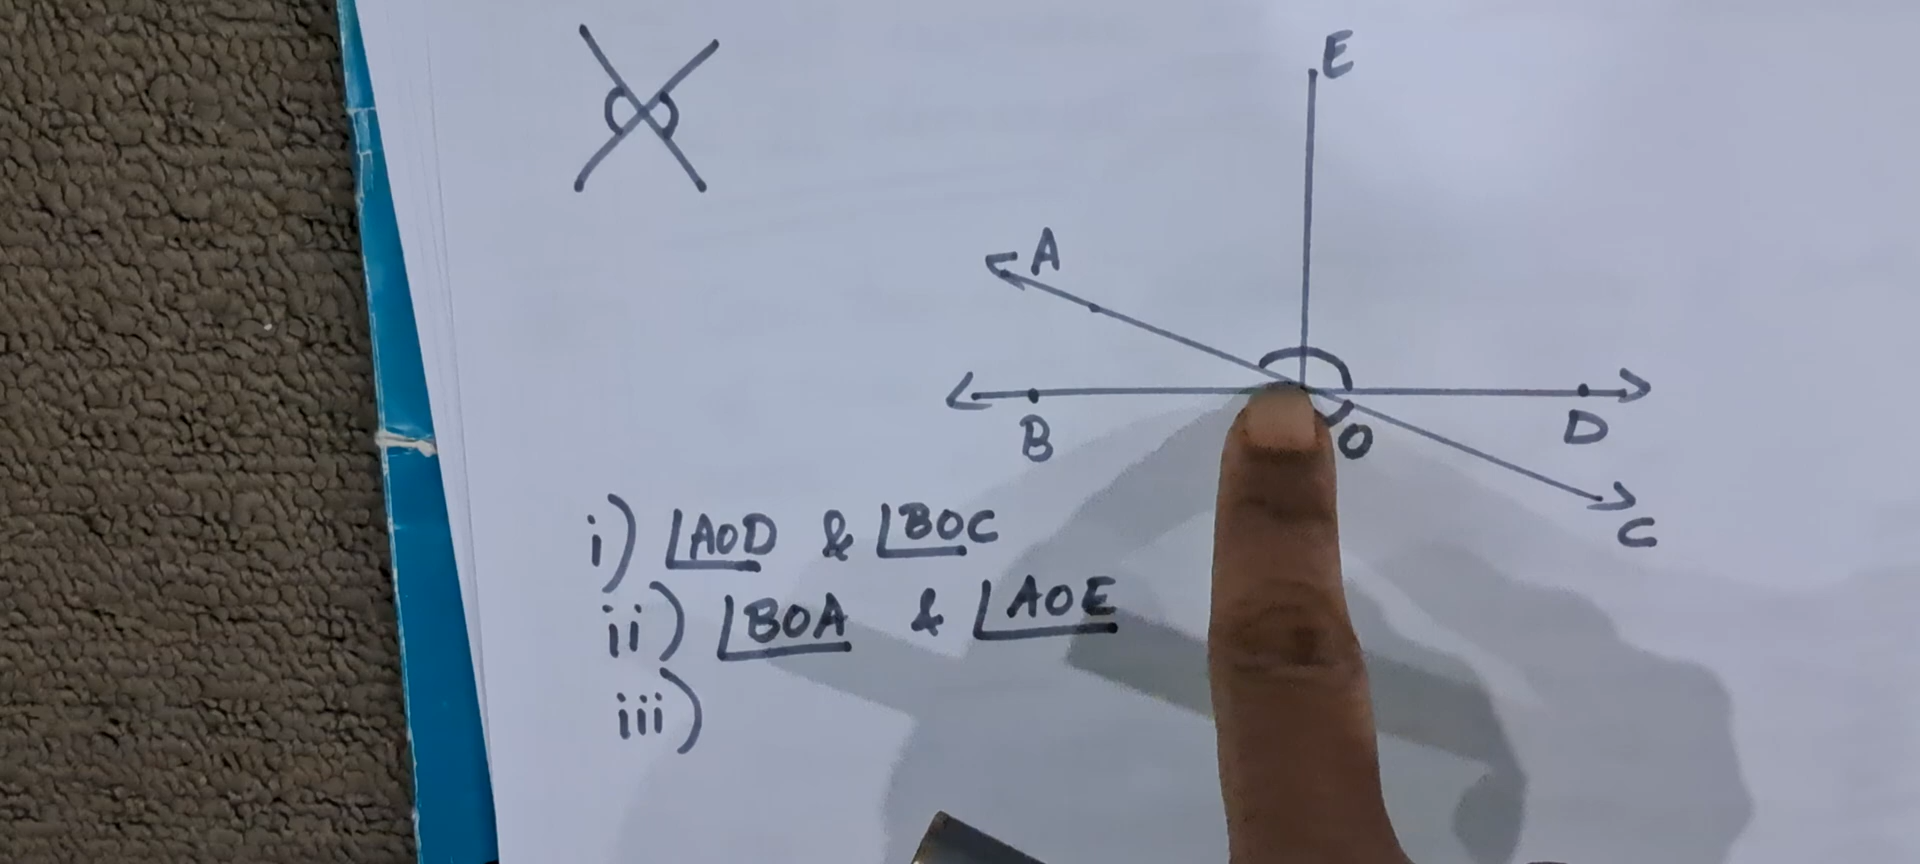 E
A
B
O
D
C
i) ∠AOD & ∠BOC
ii) ∠BOA & ∠AOE
iii)